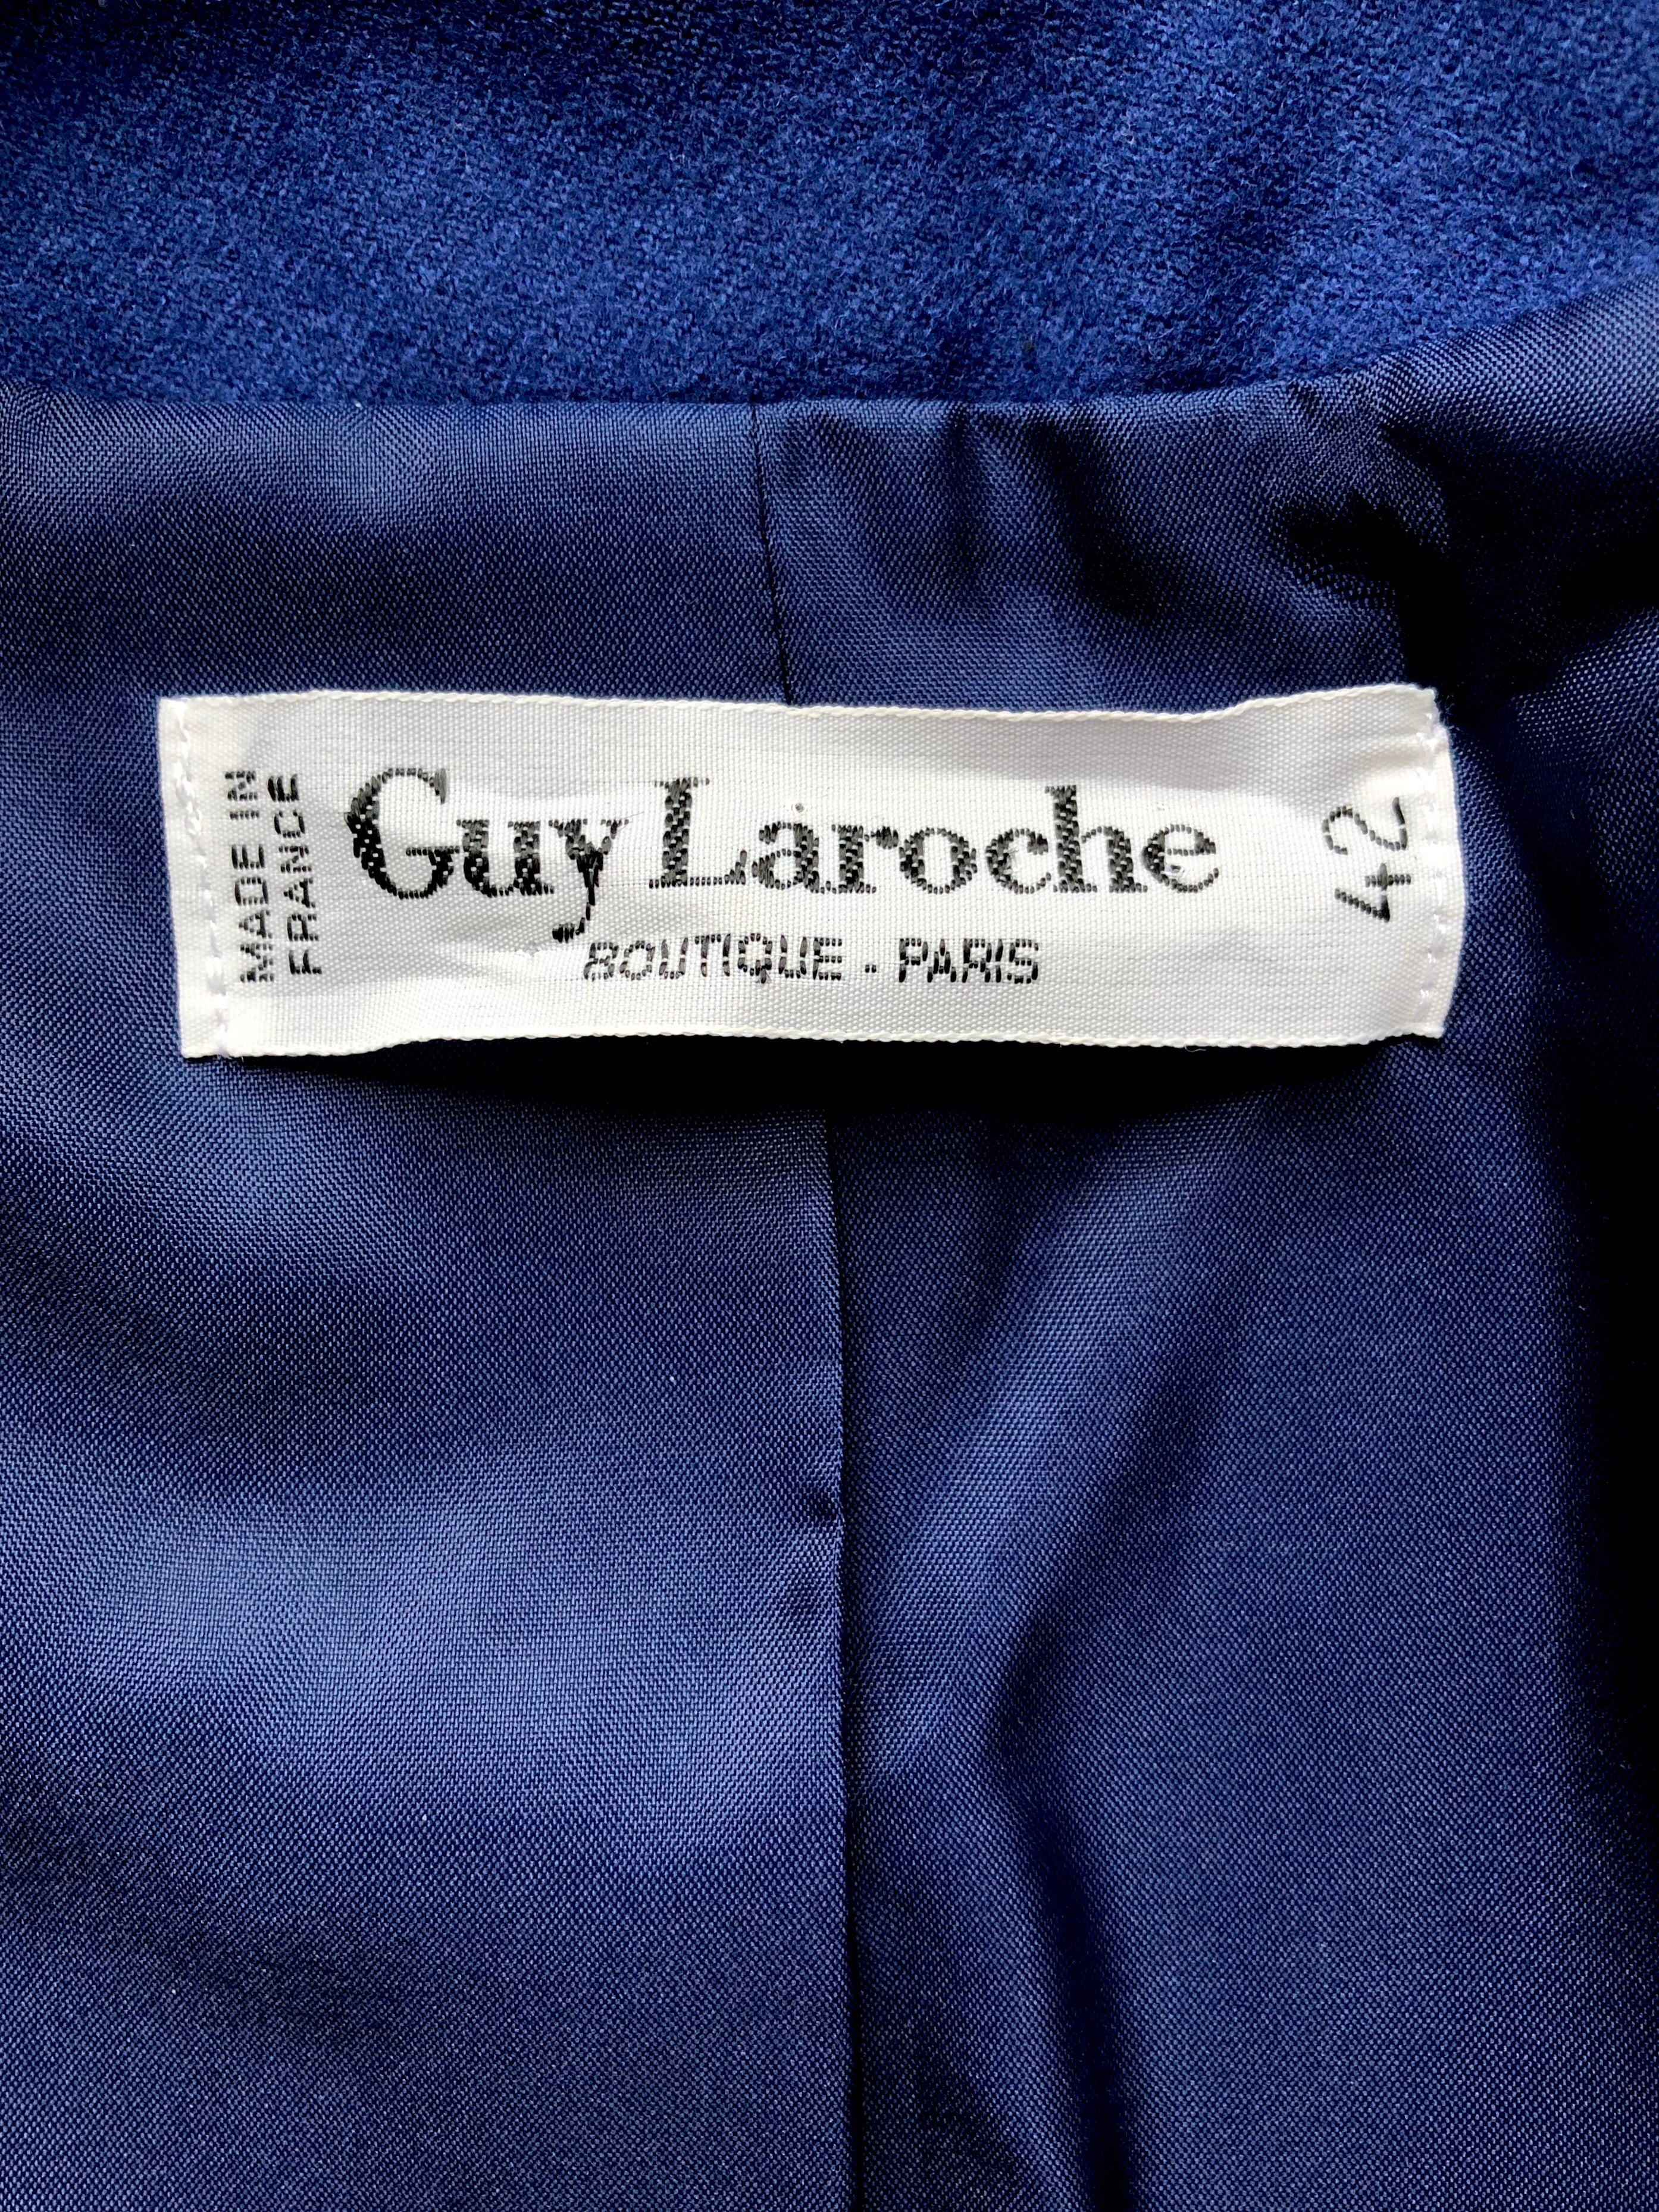 MADE IN
FRANCE
Guy Laroche
BOUTIQUE - PARIS
42